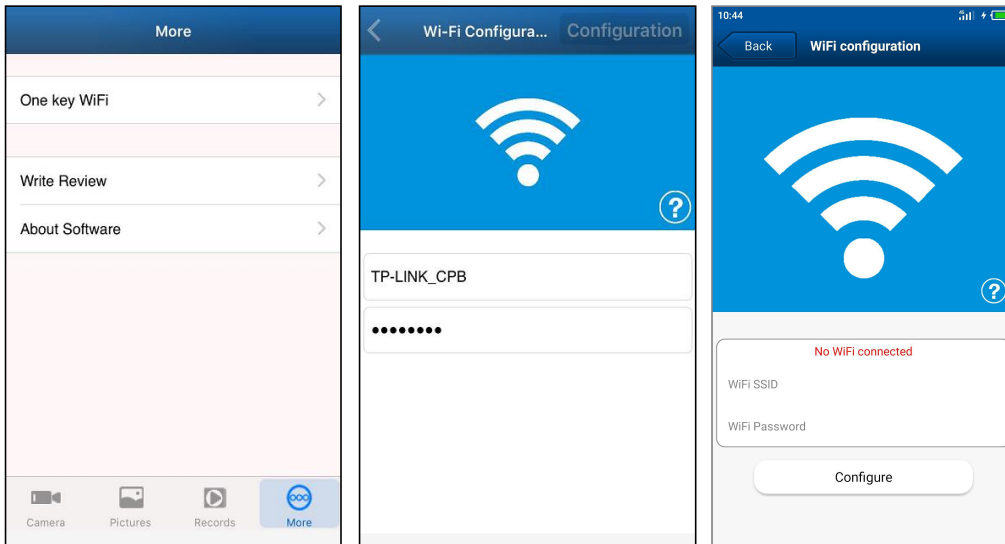 More
One key WiFi
Write Review
About Software
Camera
Pictures
Records
More
Wi-Fi Configura...
Configuration
?
TP-LINK_CPB
••••••••
10:44
4G
Back
WiFi configuration
?
No WiFi connected
WiFi SSID
WiFi Password
Configure